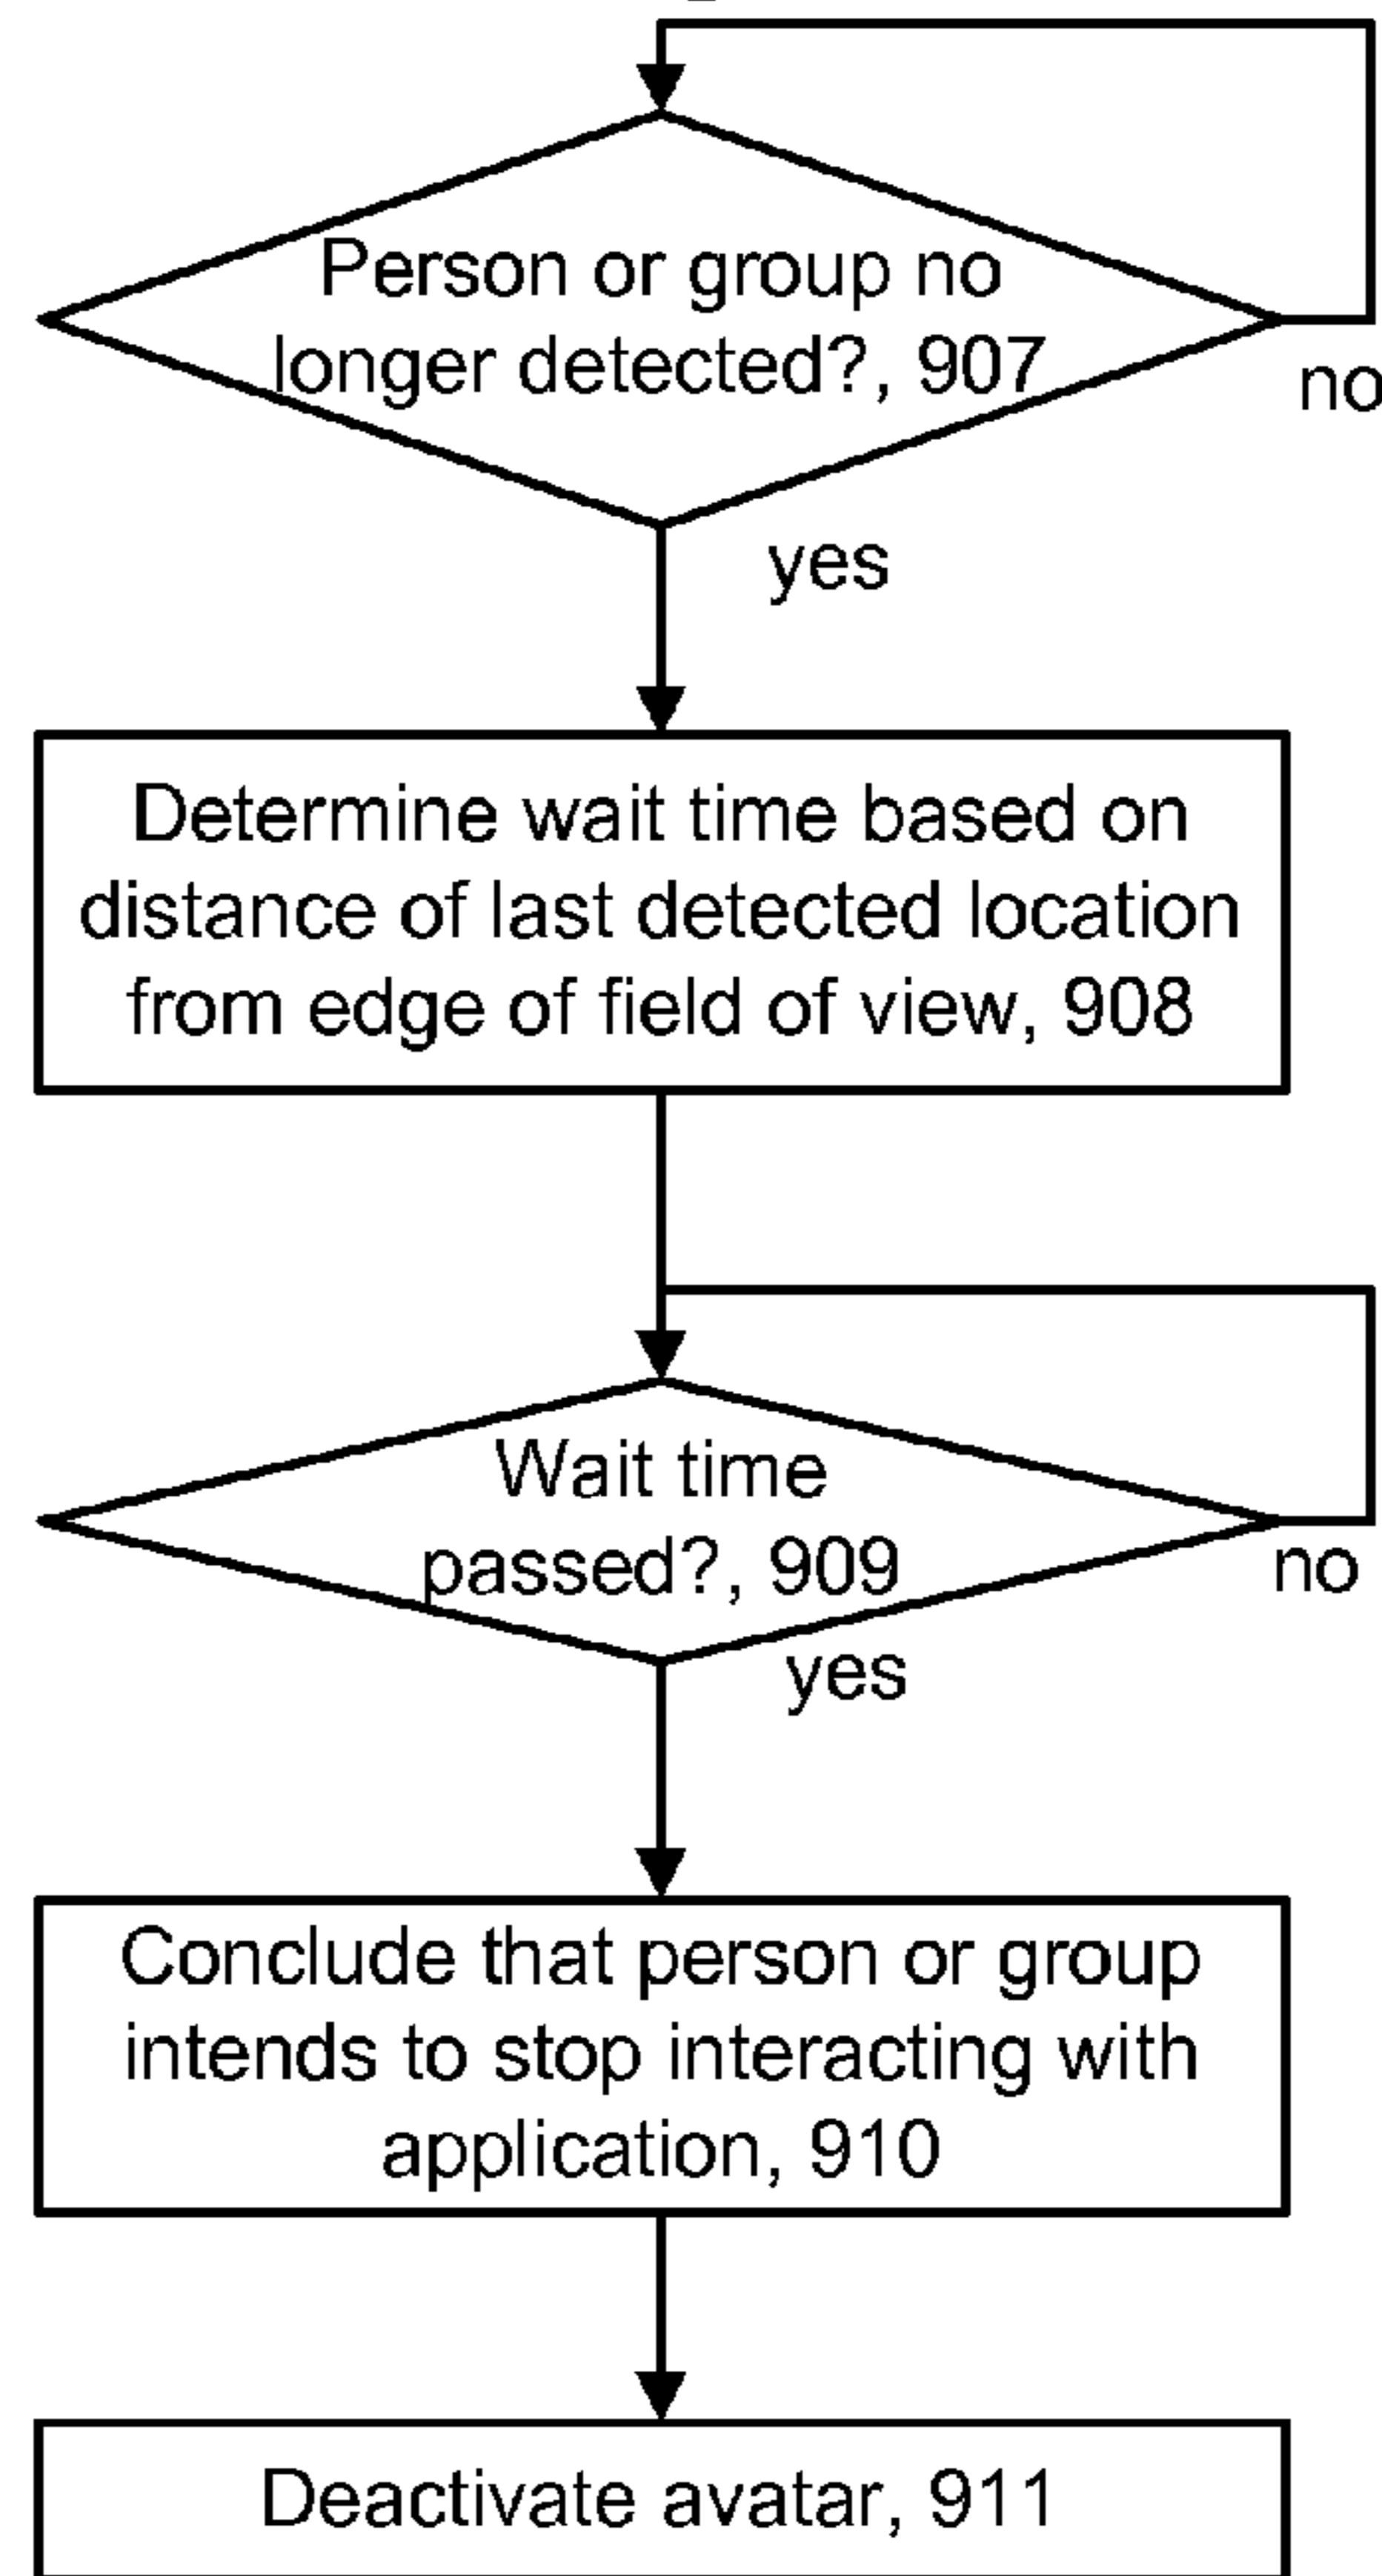 Person or group no
longer detected?, 907
no
yes
Determine wait time based on
distance of last detected location
from edge of field of view, 908
Wait time
passed?, 909
no
yes
Conclude that person or group
intends to stop interacting with
application, 910
Deactivate avatar, 911